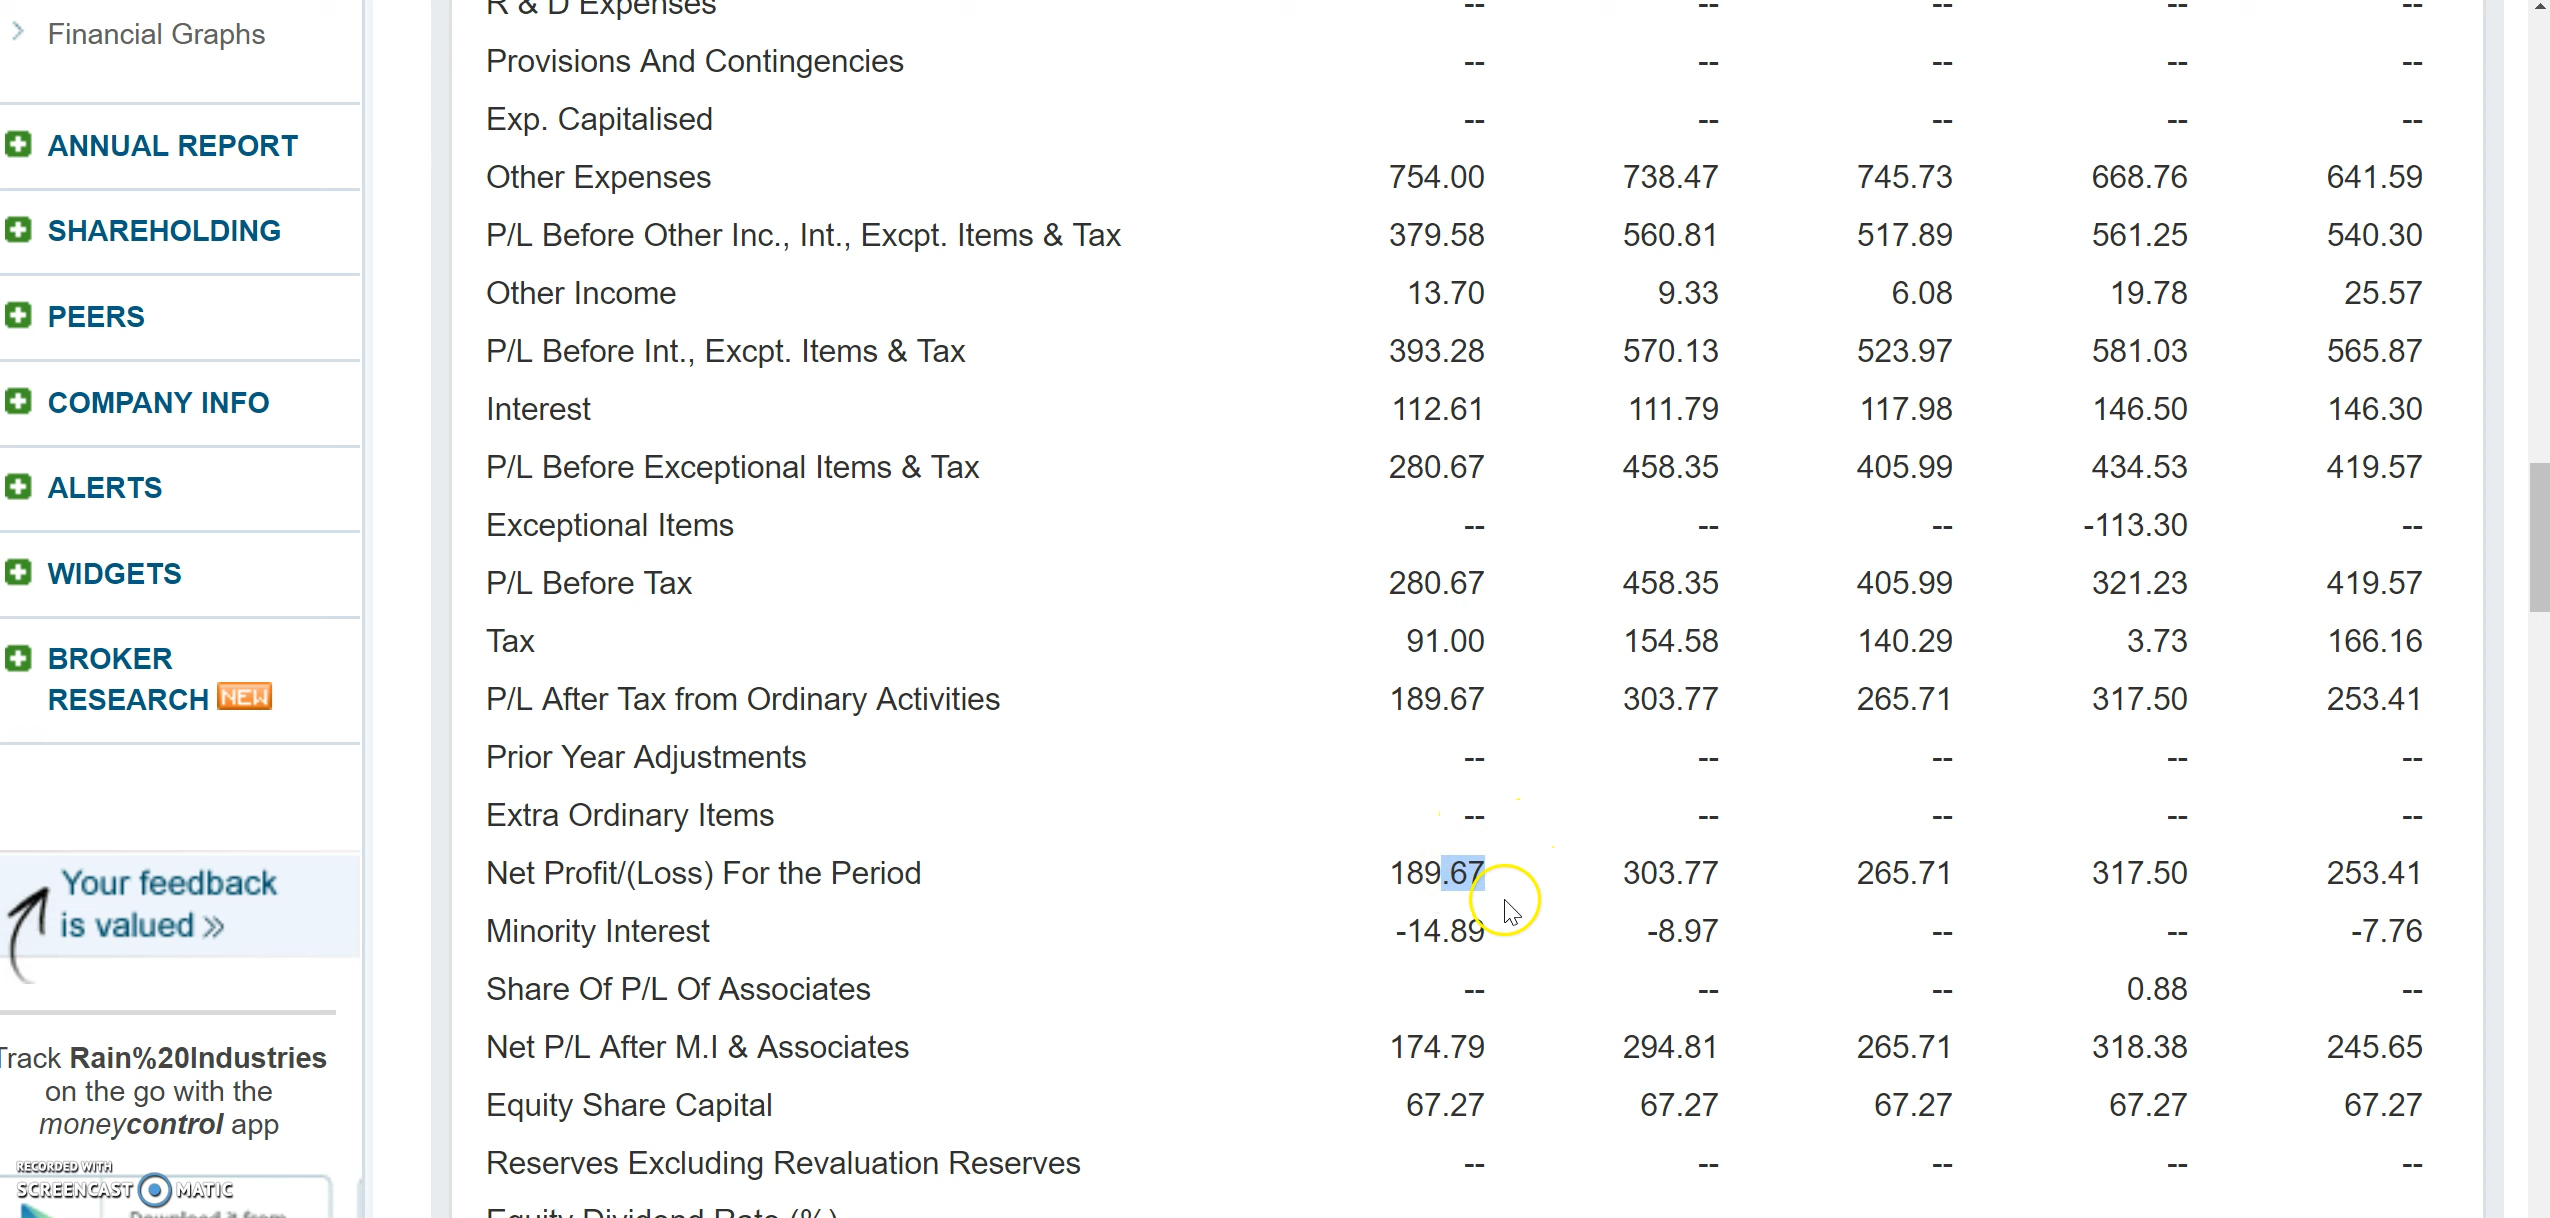 Financial Graphs
ANNUAL REPORT
SHAREHOLDING
PEERS
COMPANY INFO
ALERTS
WIDGETS
BROKER
RESEARCH NEW
Your feedback
is valued »
Track Rain%20Industries
on the go with the
moneycontrol app
RECORDED WITH
SCREENCAST MATIC
Download it from
R & D Expenses -- -- -- -- --
Provisions And Contingencies -- -- -- -- --
Exp. Capitalised -- -- -- -- --
Other Expenses 754.00 738.47 745.73 668.76 641.59
P/L Before Other Inc., Int., Excpt. Items & Tax 379.58 560.81 517.89 561.25 540.30
Other Income 13.70 9.33 6.08 19.78 25.57
P/L Before Int., Excpt. Items & Tax 393.28 570.13 523.97 581.03 565.87
Interest 112.61 111.79 117.98 146.50 146.30
P/L Before Exceptional Items & Tax 280.67 458.35 405.99 434.53 419.57
Exceptional Items -- -- -- -113.30 --
P/L Before Tax 280.67 458.35 405.99 321.23 419.57
Tax 91.00 154.58 140.29 3.73 166.16
P/L After Tax from Ordinary Activities 189.67 303.77 265.71 317.50 253.41
Prior Year Adjustments -- -- -- -- --
Extra Ordinary Items -- -- -- -- --
Net Profit/(Loss) For the Period 189.67 303.77 265.71 317.50 253.41
Minority Interest -14.89 -8.97 -- -- -7.76
Share Of P/L Of Associates -- -- -- 0.88 --
Net P/L After M.I & Associates 174.79 294.81 265.71 318.38 245.65
Equity Share Capital 67.27 67.27 67.27 67.27 67.27
Reserves Excluding Revaluation Reserves -- -- -- -- --
Equity Dividend Rate (%)